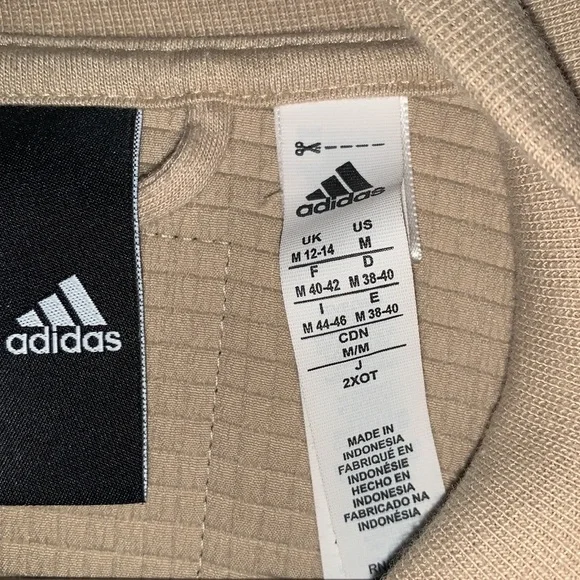 adidas
adidas
UK US
M 12-14 M
F D
M 40-42 M 38-40
I E
M 44-46 M 38-40
CDN
M/M
J
2XOT
MADE IN
INDONESIA
FABRIQUÉ EN
INDONÉSIE
HECHO EN
INDONESIA
FABRICADO NA
INDONÉSIA